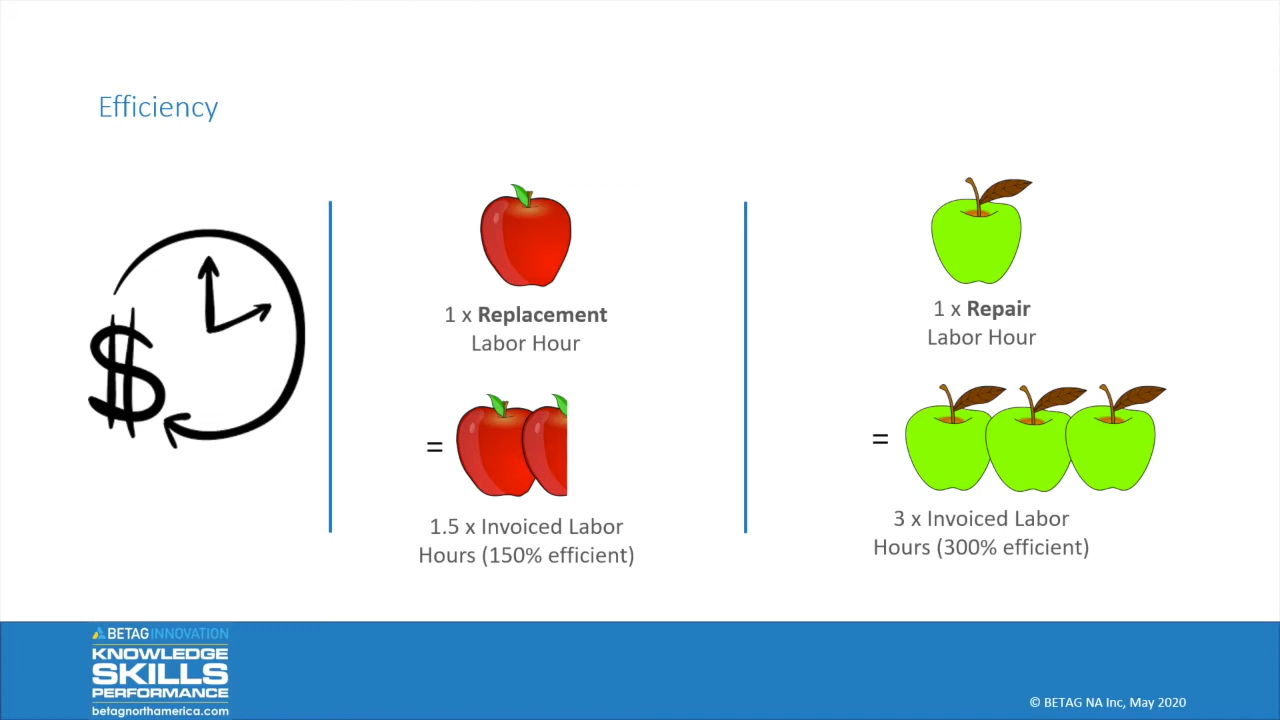 Efficiency
1 x Replacement
Labor Hour
=
1.5 x Invoiced Labor
Hours (150% efficient)
1 x Repair
Labor Hour
=
3 x Invoiced Labor
Hours (300% efficient)
$
BETAG INNOVATION
KNOWLEDGE
SKILLS
PERFORMANCE
betagnorthamerica.com
© BETAG NA Inc, May 2020